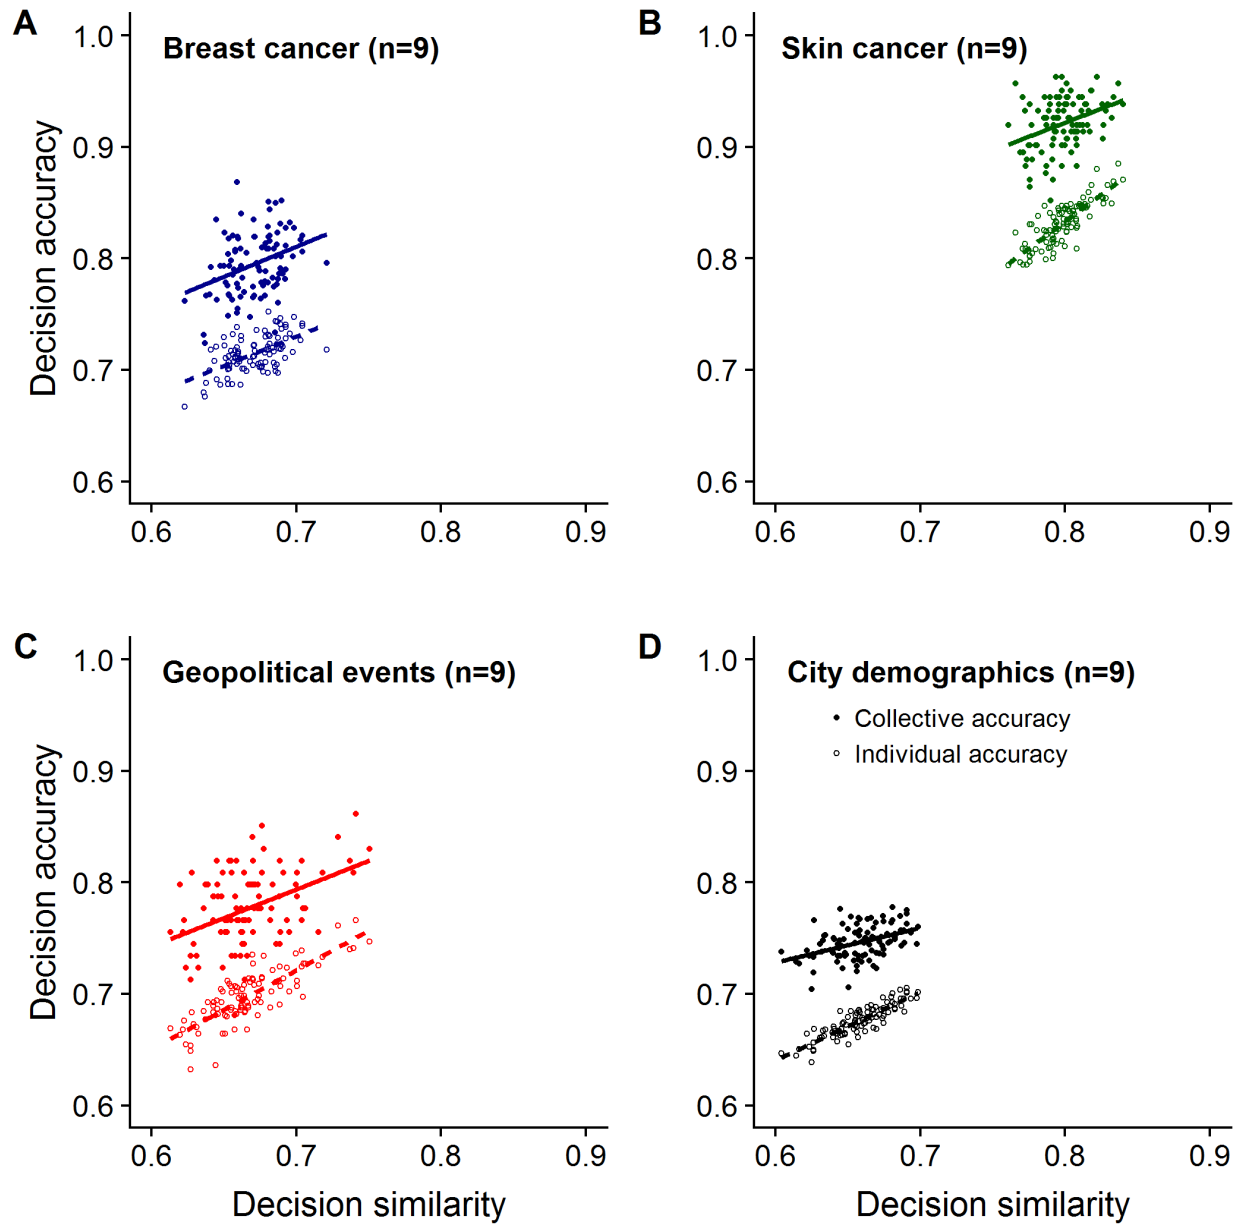 A
Breast cancer (n=9)
Decision accuracy
1.0
0.9
0.8
0.7
0.6
0.6 0.7 0.8 0.9
B
Skin cancer (n=9)
1.0
0.9
0.8
0.7
0.6
0.6 0.7 0.8 0.9
C
Geopolitical events (n=9)
Decision accuracy
1.0
0.9
0.8
0.7
0.6
0.6 0.7 0.8 0.9
Decision similarity
D
City demographics (n=9)
Collective accuracy
Individual accuracy
1.0
0.9
0.8
0.7
0.6
0.6 0.7 0.8 0.9
Decision similarity